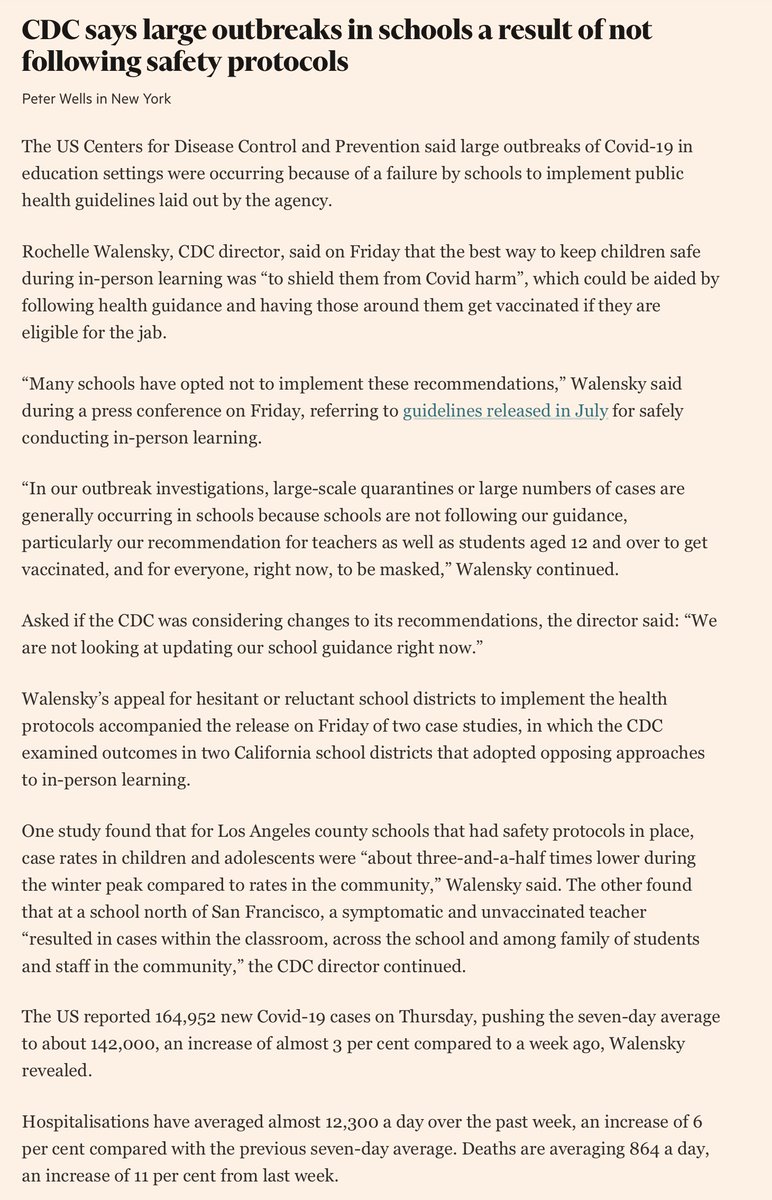 CDC says large outbreaks in schools a result of not
following safety protocols
Peter Wells in New York
The US Centers for Disease Control and Prevention said large outbreaks of Covid-19 in
education settings were occurring because of a failure by schools to implement public
health guidelines laid out by the agency.
Rochelle Walensky, CDC director, said on Friday that the best way to keep children safe
during in-person learning was “to shield them from Covid harm”, which could be aided by
following health guidance and having those around them get vaccinated if they are
eligible for the jab.
“Many schools have opted not to implement these recommendations,” Walensky said
during a press conference on Friday, referring to guidelines released in July for safely
conducting in-person learning.
“In our outbreak investigations, large-scale quarantines or large numbers of cases are
generally occurring in schools because schools are not following our guidance,
particularly our recommendation for teachers as well as students aged 12 and over to get
vaccinated, and for everyone, right now, to be masked,” Walensky continued.
Asked if the CDC was considering changes to its recommendations, the director said: “We
are not looking at updating our school guidance right now.”
Walensky’s appeal for hesitant or reluctant school districts to implement the health
protocols accompanied the release on Friday of two case studies, in which the CDC
examined outcomes in two California school districts that adopted opposing approaches
to in-person learning.
One study found that for Los Angeles county schools that had safety protocols in place,
case rates in children and adolescents were “about three-and-a-half times lower during
the winter peak compared to rates in the community,” Walensky said. The other found
that at a school north of San Francisco, a symptomatic and unvaccinated teacher
“resulted in cases within the classroom, across the school and among family of students
and staff in the community,” the CDC director continued.
The US reported 164,952 new Covid-19 cases on Thursday, pushing the seven-day average
to about 142,000, an increase of almost 3 per cent compared to a week ago, Walensky
revealed.
Hospitalisations have averaged almost 12,300 a day over the past week, an increase of 6
per cent compared with the previous seven-day average. Deaths are averaging 864 a day,
an increase of 11 per cent from last week.